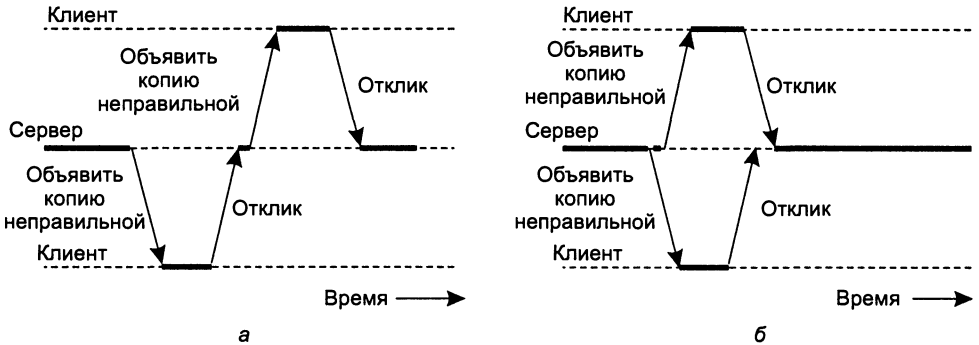 Клиент
Объявить
копию
неправильной
Отклик
Сервер
Объявить
копию
неправильной
Отклик
Клиент
Время
а
Клиент
Объявить
копию
неправильной
Отклик
Сервер
Объявить
копию
неправильной
Отклик
Клиент
Время
б